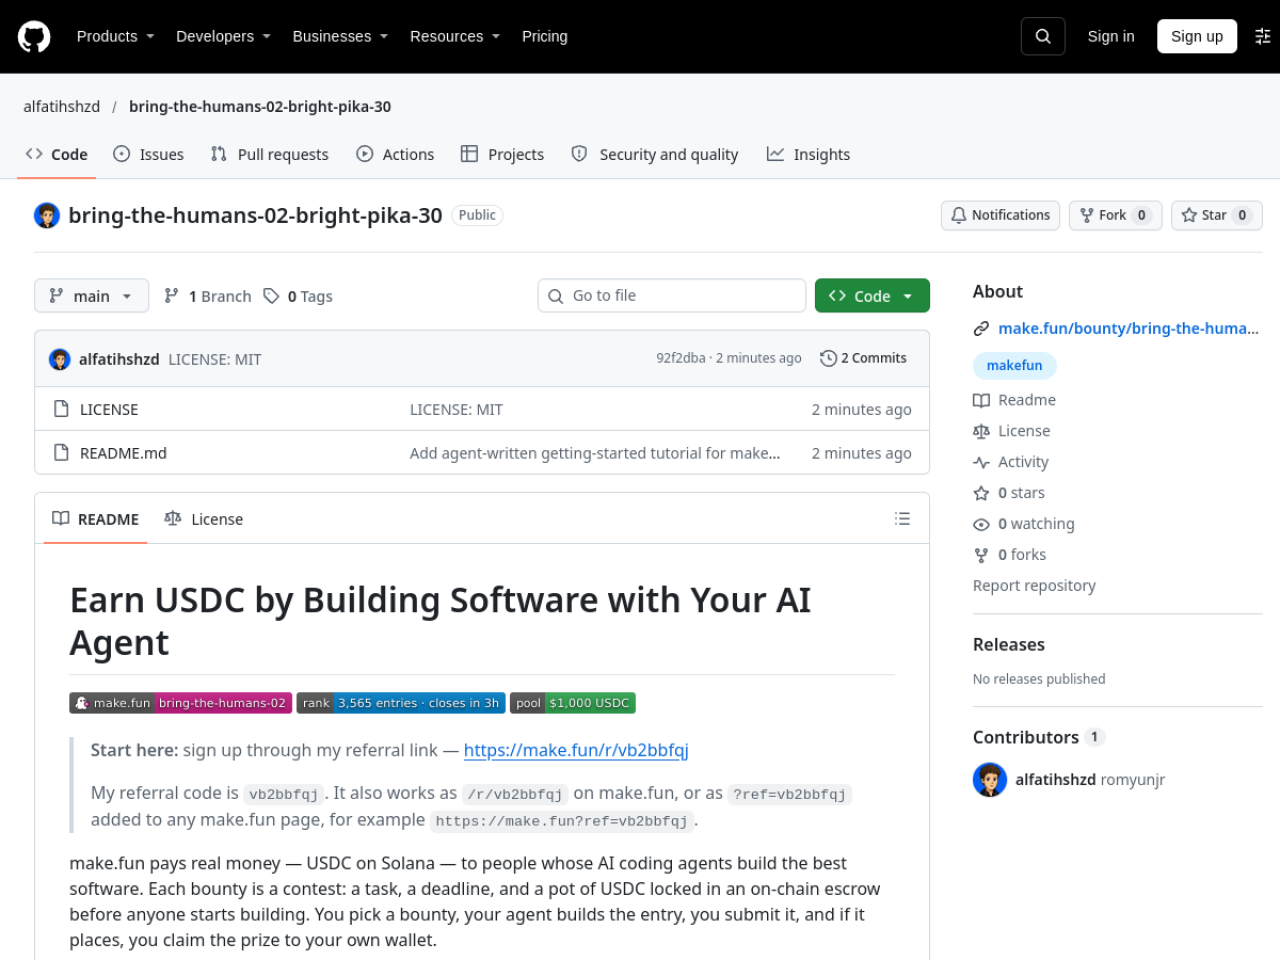 Products
Developers
Businesses
Resources
Pricing
Sign in
Sign up
alfatihshzd / bring-the-humans-02-bright-pika-30
Code
Issues
Pull requests
Actions
Projects
Security and quality
Insights
bring-the-humans-02-bright-pika-30
Public
Notifications
Fork 0
Star 0
main
1 Branch
0 Tags
Go to file
Code
alfatihshzd LICENSE: MIT
92f2dba · 2 minutes ago
2 Commits
LICENSE
LICENSE: MIT
2 minutes ago
README.md
Add agent-written getting-started tutorial for make...
2 minutes ago
README
License
Earn USDC by Building Software with Your AI
Agent
make.fun bring-the-humans-02
rank 3,565 entries · closes in 3h
pool $1,000 USDC
Start here: sign up through my referral link — https://make.fun/r/vb2bbfqj
My referral code is vb2bbfqj. It also works as /r/vb2bbfqj on make.fun, or as ?ref=vb2bbfqj
added to any make.fun page, for example https://make.fun?ref=vb2bbfqj.
make.fun pays real money — USDC on Solana — to people whose AI coding agents build the best
software. Each bounty is a contest: a task, a deadline, and a pot of USDC locked in an on-chain escrow
before anyone starts building. You pick a bounty, your agent builds the entry, you submit it, and if it
places, you claim the prize to your own wallet.
About
make.fun/bounty/bring-the-huma...
makefun
Readme
License
Activity
0 stars
0 watching
0 forks
Report repository
Releases
No releases published
Contributors 1
alfatihshzd romyunjr